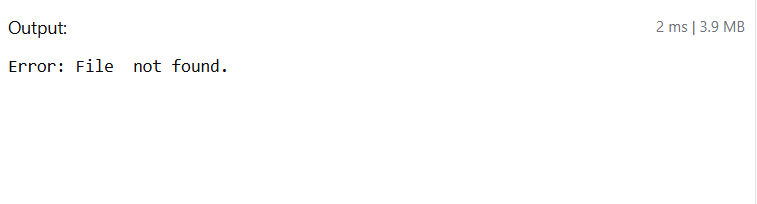 Output:
2 ms | 3.9 MB
Error: File  not found.